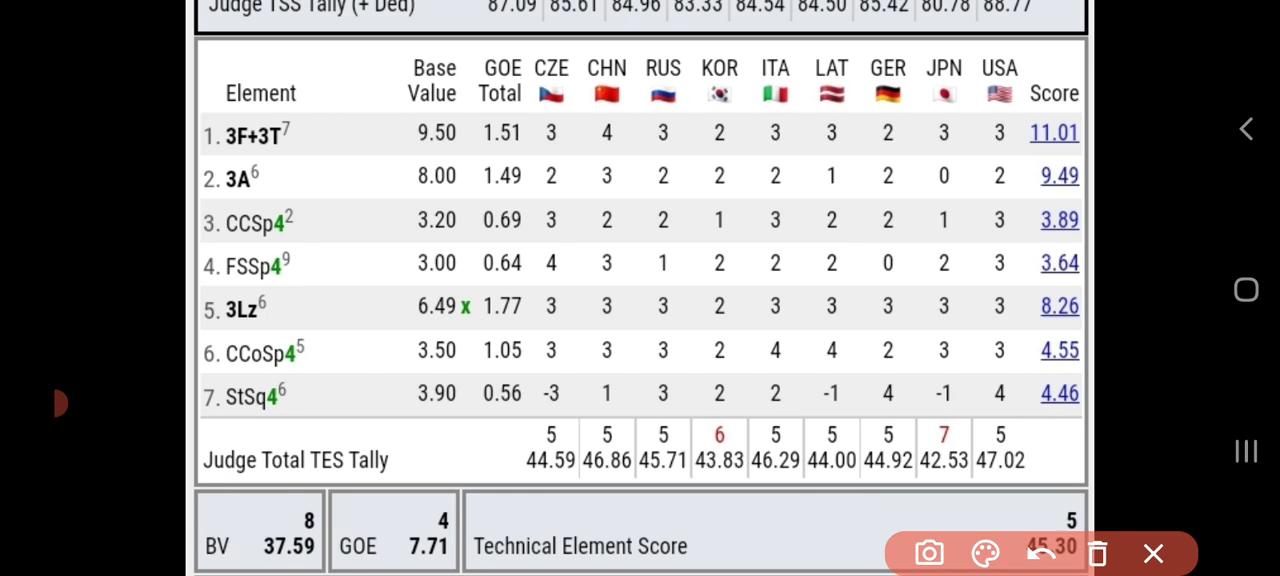 Judge TSS Tally (+ Ded) 87.09 85.61 84.96 83.33 84.54 84.50 85.42 80.78 88.77
Base GOE CZE CHN RUS KOR ITA LAT GER JPN USA
Element Value Total Score
1. 3F+3T7 9.50 1.51 3 4 3 2 3 3 2 3 3 11.01
2. 3A6 8.00 1.49 2 3 2 2 2 1 2 0 2 9.49
3. CCSp42 3.20 0.69 3 2 2 1 3 2 2 1 3 3.89
4. FSSp49 3.00 0.64 4 3 1 2 2 2 0 2 3 3.64
5. 3Lz6 6.49 x 1.77 3 3 3 2 3 3 3 3 3 8.26
6. CCoSp45 3.50 1.05 3 3 3 2 4 4 2 3 3 4.55
7. StSq46 3.90 0.56 -3 1 3 2 2 -1 4 -1 4 4.46
5 5 5 6 5 5 5 7 5
Judge Total TES Tally 44.59 46.86 45.71 43.83 46.29 44.00 44.92 42.53 47.02
8 4 5
BV 37.59 GOE 7.71 Technical Element Score 45.30